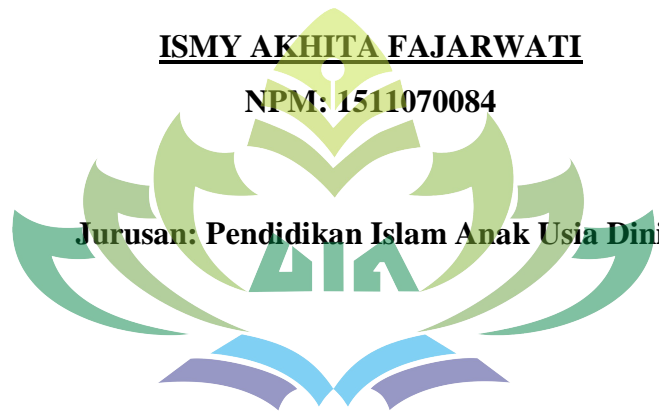 ISMY AKHITA FAJARWATI
NPM: 1511070084
Jurusan: Pendidikan Islam Anak Usia Dini